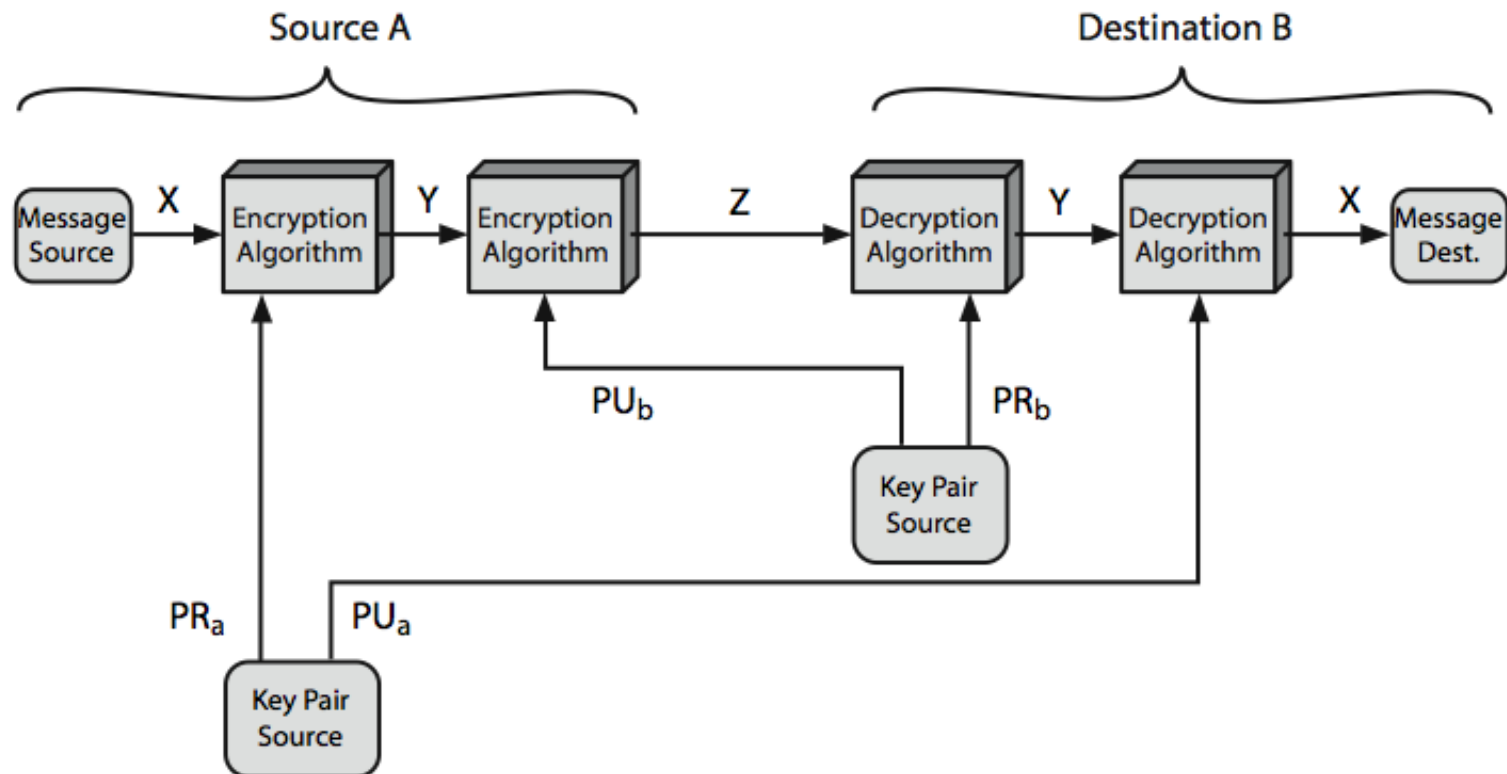 Source A
Destination B
Message
Source
X
Encryption
Algorithm
Y
Encryption
Algorithm
Z
Decryption
Algorithm
Y
Decryption
Algorithm
X
Message
Dest.
PUb
PRb
Key Pair
Source
PRa
PUa
Key Pair
Source